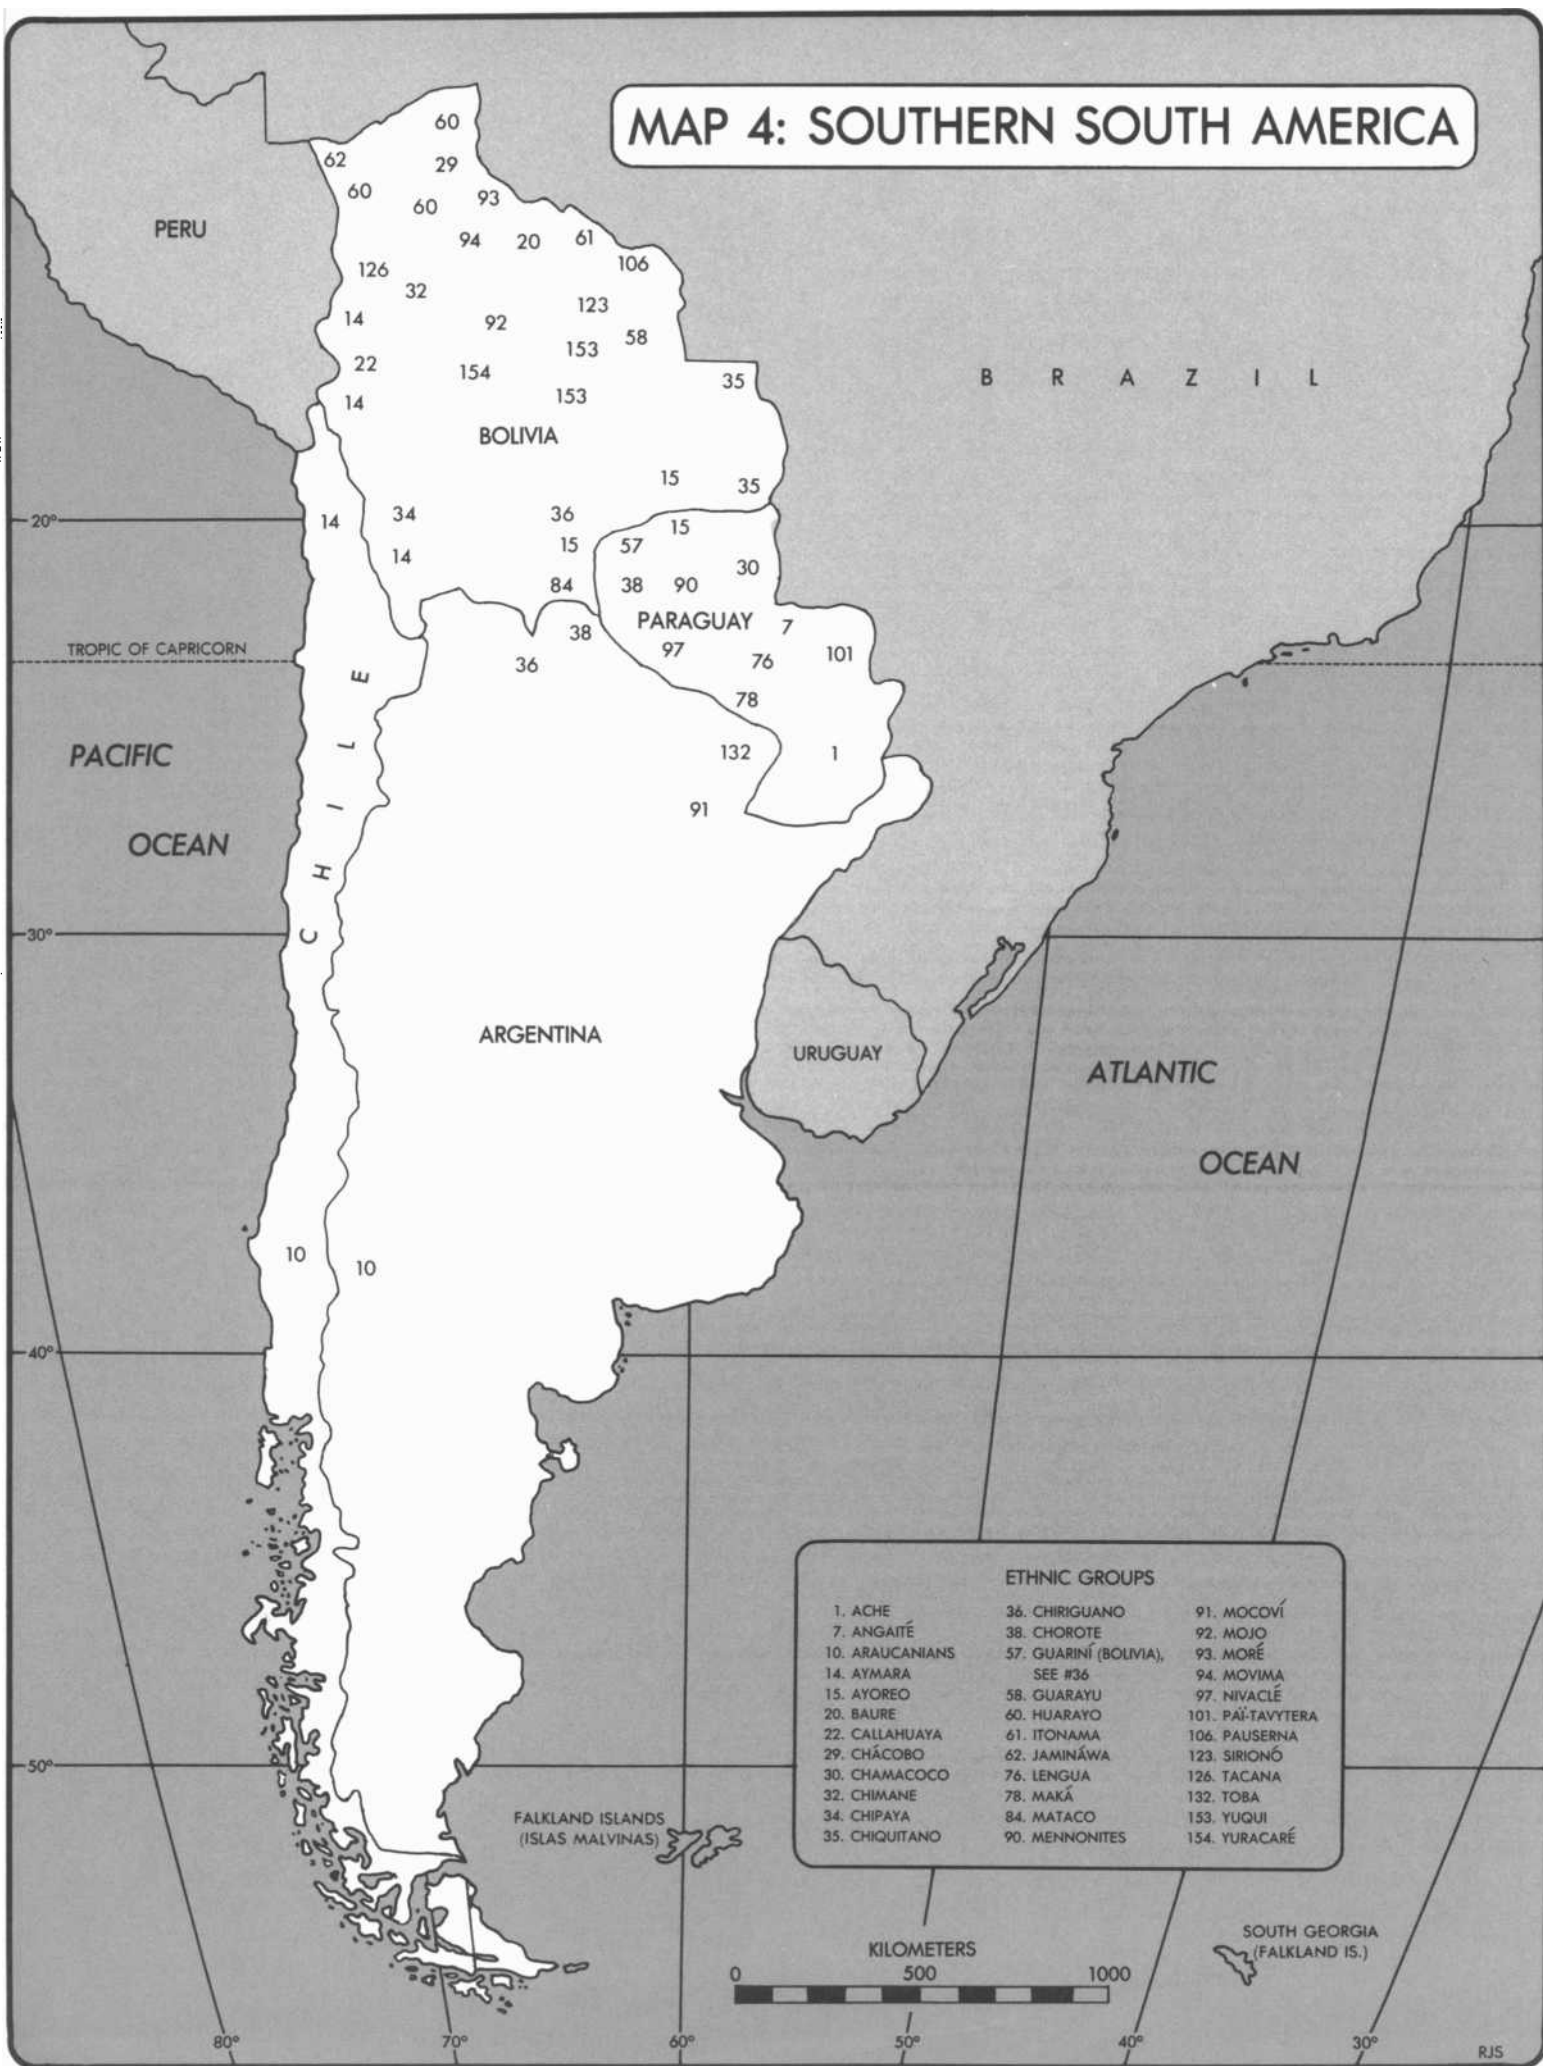 MAP 4: SOUTHERN SOUTH AMERICA
60
62
29
60
60
93
PERU
94
20
61
126
106
32
123
14
92
58
153
22
154
35
B R A Z I L
14
153
BOLIVIA
15
35
20°
14
34
36
15
14
15
57
30
84
38
90
PARAGUAY
7
38
TROPIC OF CAPRICORN
97
101
36
76
CHILE
78
PACIFIC
OCEAN
132
1
91
30°
ARGENTINA
URUGUAY
ATLANTIC
OCEAN
10
10
40°
50°
ETHNIC GROUPS
1. ACHE
7. ANGAITÉ
10. ARAUCANIANS
14. AYMARA
15. AYOREO
20. BAURE
22. CALLAHUAYA
29. CHÁCOBO
30. CHAMACOCO
32. CHIMANE
34. CHIPAYA
35. CHIQUITANO
36. CHIRIGUANO
38. CHOROTE
57. GUARINÍ (BOLIVIA),
SEE #36
58. GUARAYU
60. HUARAYO
61. ITONAMA
62. JAMINÁWA
76. LENGUA
78. MAKÁ
84. MATACO
90. MENNONITES
91. MOCOVÍ
92. MOJO
93. MORÉ
94. MOVIMA
97. NIVACLÉ
101. PAÏ-TAVYTERA
106. PAUSERNA
123. SIRIONÓ
126. TACANA
132. TOBA
153. YUQUI
154. YURACARÉ
FALKLAND ISLANDS
(ISLAS MALVINAS)
SOUTH GEORGIA
(FALKLAND IS.)
KILOMETERS
0 500 1000
80° 70° 60° 50° 40° 30°
RJS